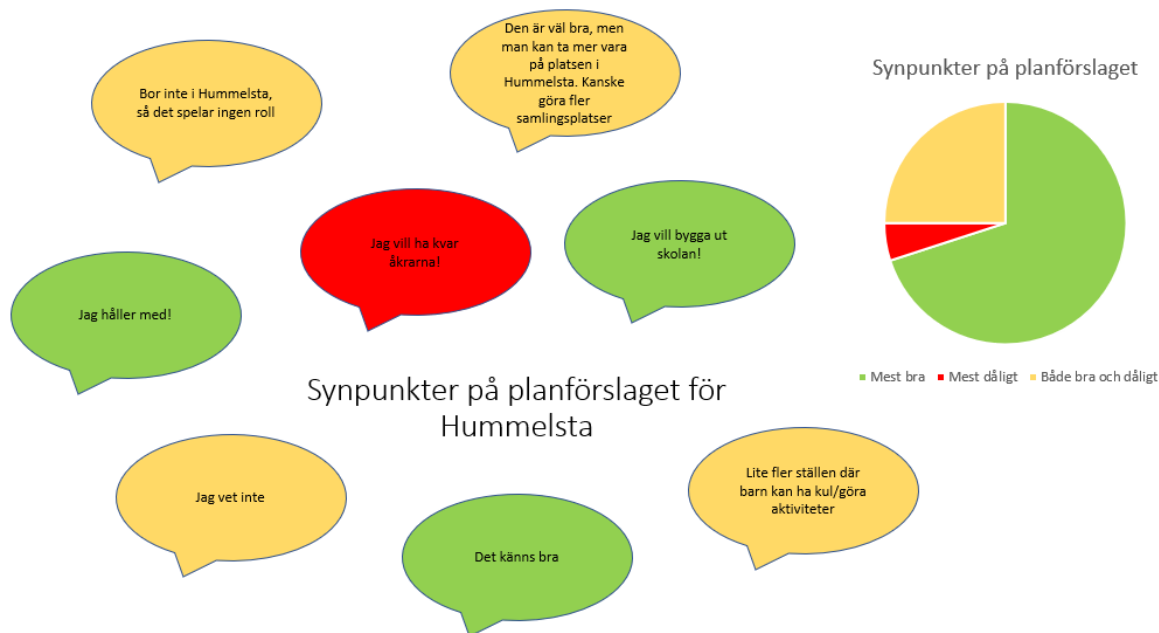 Bor inte i Hummelsta,
så det spelar ingen roll
Den är väl bra, men
man kan ta mer vara
på platsen i
Hummelsta. Kanske
göra fler
samlingsplatser
Synpunkter på planförslaget
Jag vill ha kvar
åkrarna!
Jag vill bygga ut
skolan!
Jag håller med!
Mest bra
Mest dåligt
Både bra och dåligt
Synpunkter på planförslaget för
Hummelsta
Jag vet inte
Det känns bra
Lite fler ställen där
barn kan ha kul/göra
aktiviteter